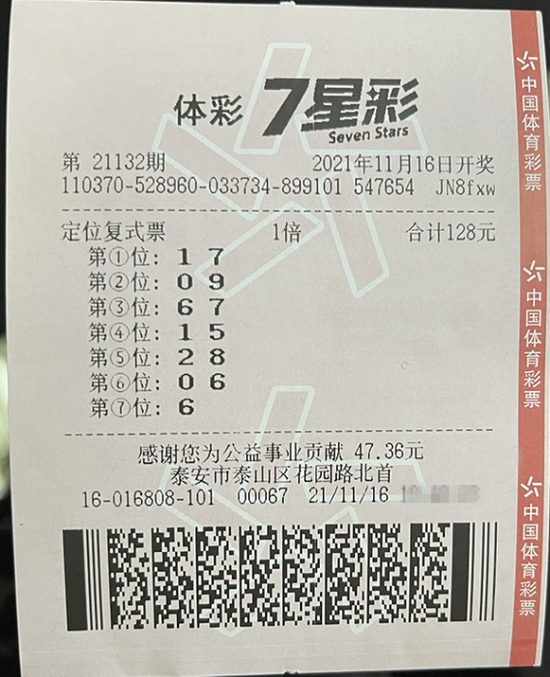 体彩 7星彩
Seven Stars
第 21132期 2021年11月16日开奖
110370-528960-033734-899101 547654 JN8fxw
定位复式票 1倍 合计128元
第①位: 1 7
第②位: 0 9
第③位: 6 7
第④位: 1 5
第⑤位: 2 8
第⑥位: 0 6
第⑦位: 6
感谢您为公益事业贡献 47.36元
泰安市泰山区花园路北首
16-016808-101 00067 21/11/16
中国体育彩票
中国体育彩票
中国体育彩票